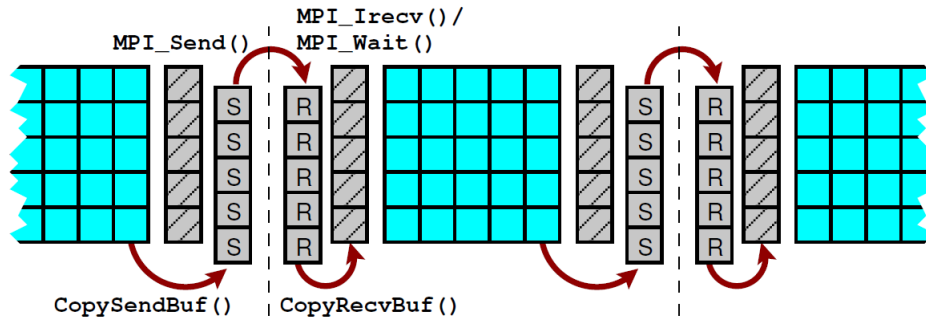 MPI_Irecv()/
MPI_Send() MPI_Wait()
S R S R
S R S R
S R S R
S R S R
S R S R
CopySendBuf() CopyRecvBuf()